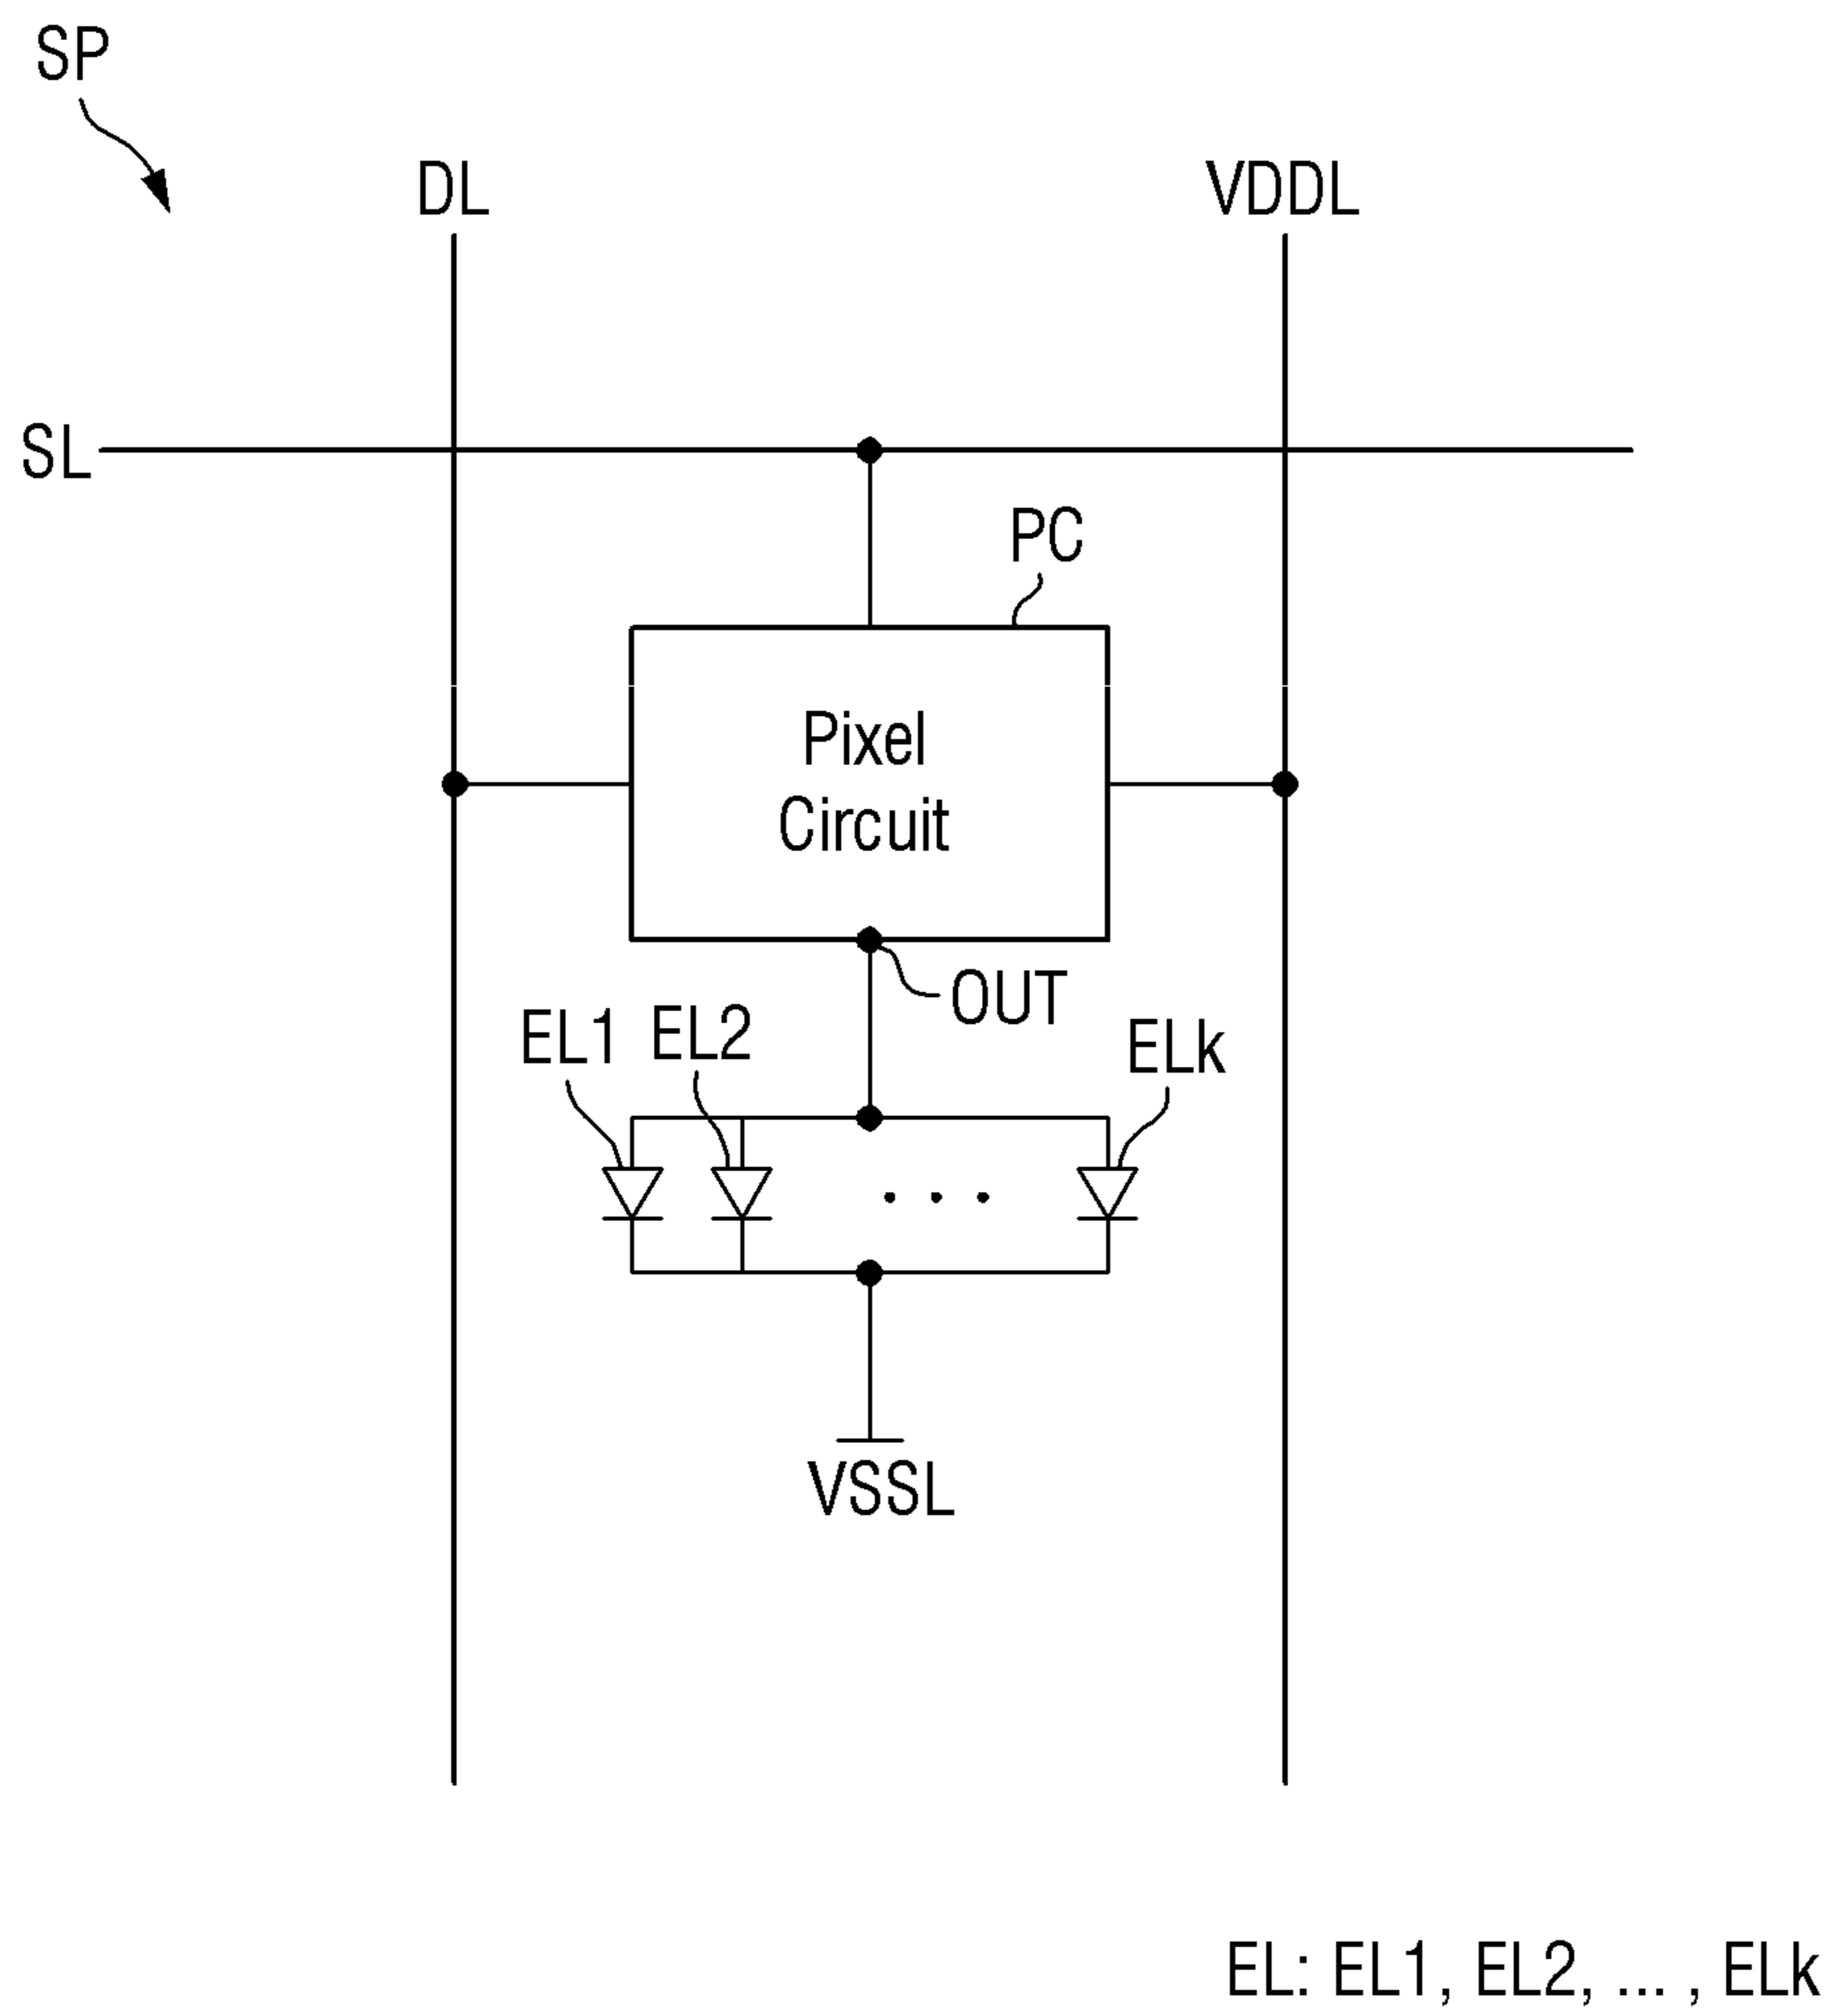 SP
DL
VDDL
SL
PC
Pixel
Circuit
OUT
EL1
EL2
ELk
VSSL
EL: EL1, EL2, ... , ELk